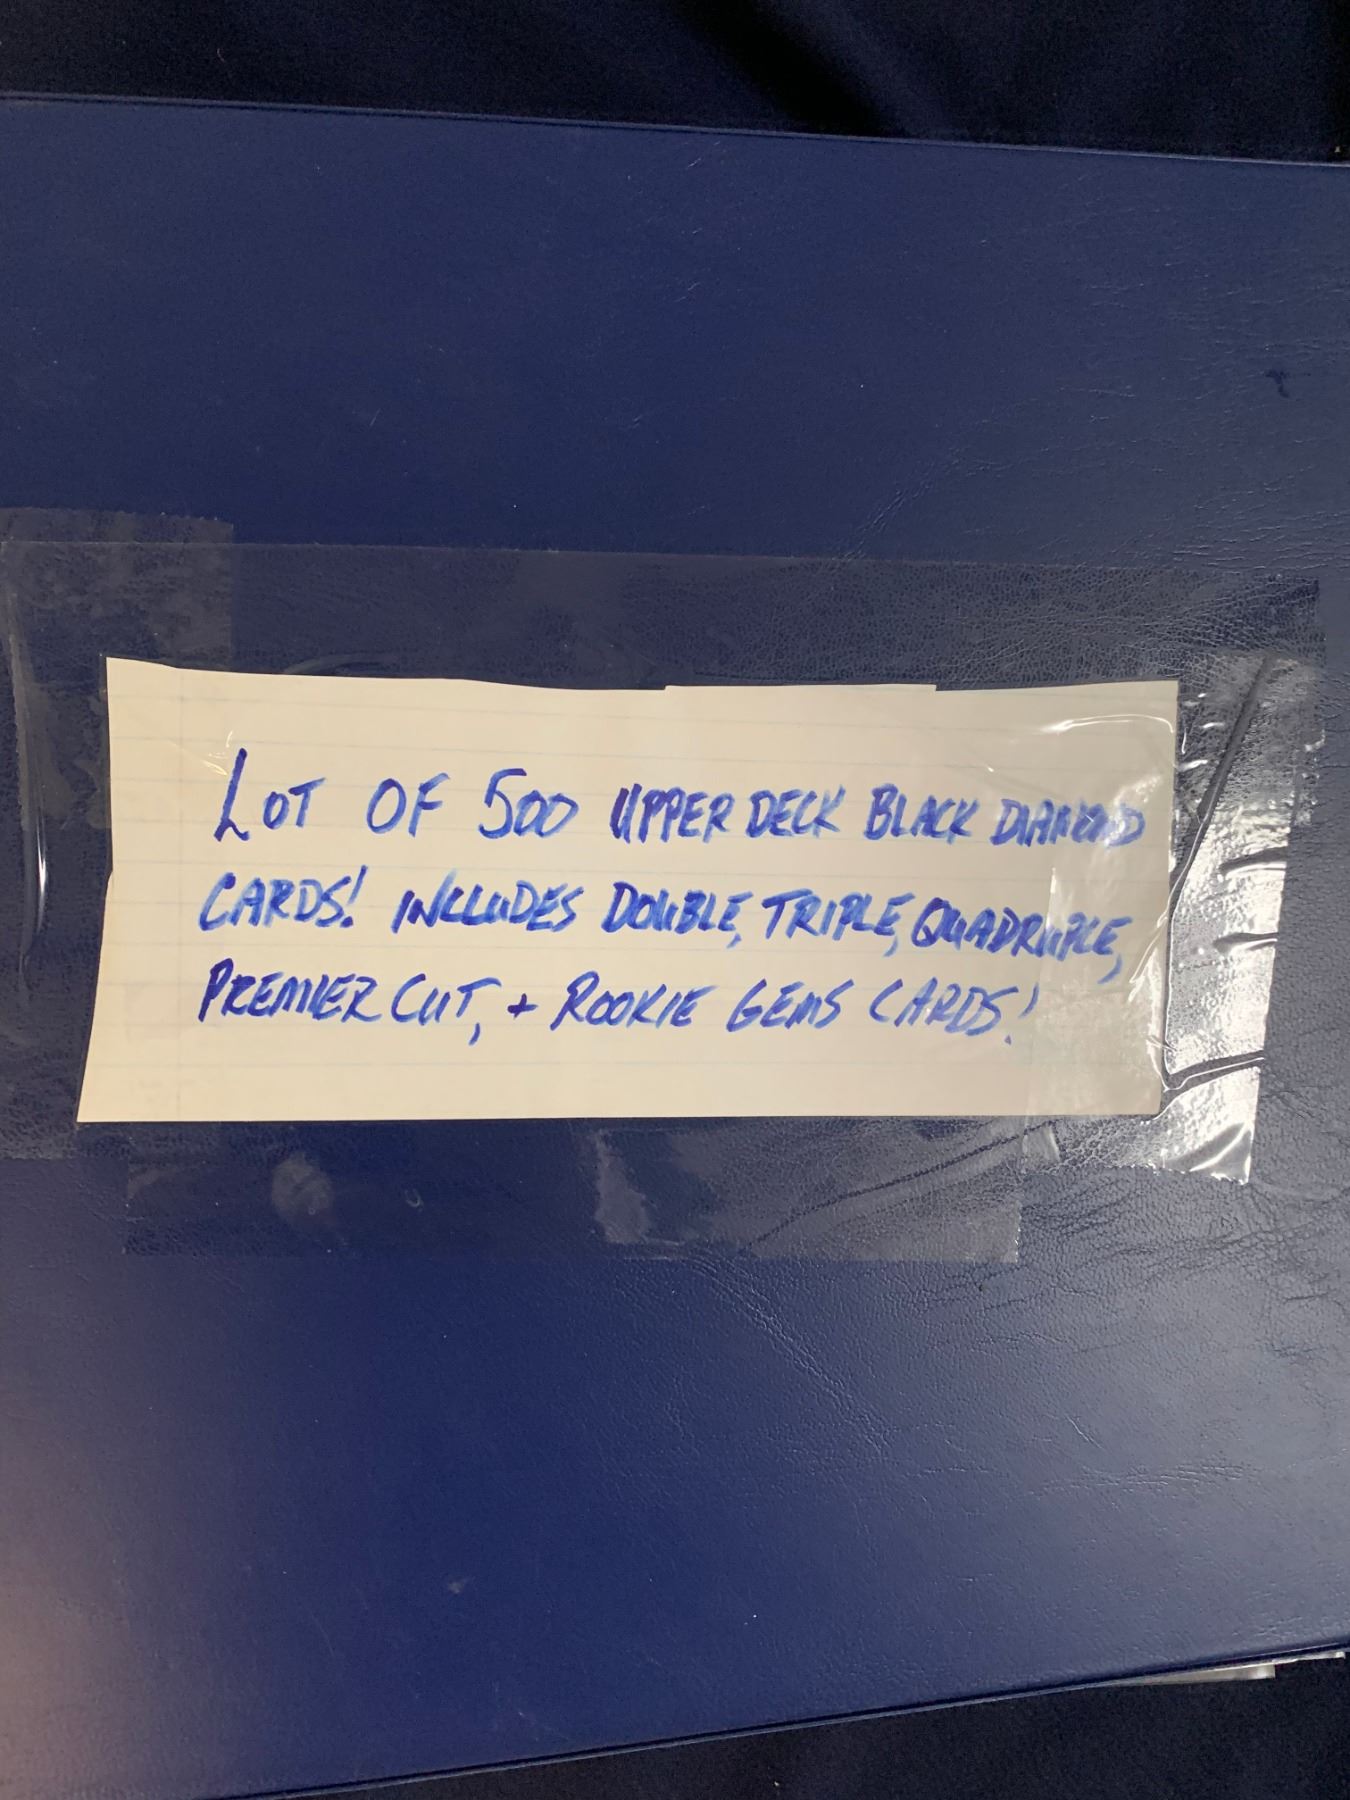 LOT OF 500 UPPER DECK BLACK DIAMOND
CARDS! INCLUDES DOUBLE, TRIPLE, QUADRUPLE,
PREMIER CUT, + ROOKIE GEMS CARDS!